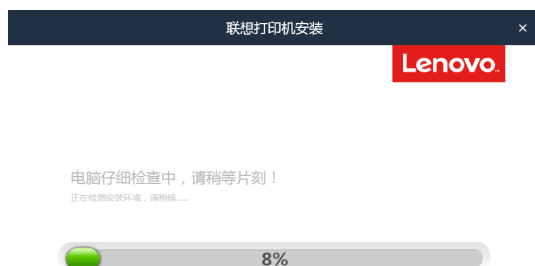 联想打印机安装
×
Lenovo
电脑仔细检查中，请稍等片刻！
正在检测安装环境，请稍候......
8%